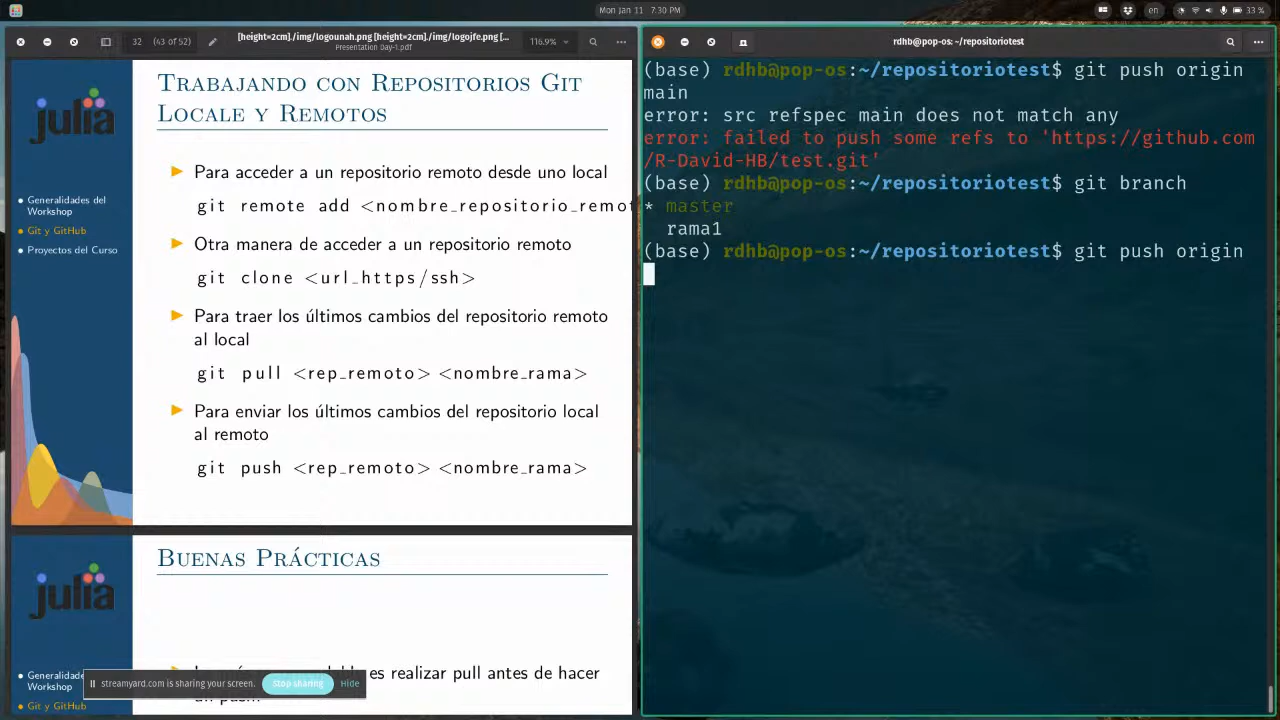 Mon Jan 11 7:30 PM
en
33 %
32 (43 of 52)
[height=2cm]./img/logounah.png [height=2cm]./img/logojfe.png [...
Presentation Day-1.pdf
116.9%
julia
Generalidades del
Workshop
Git y GitHub
Proyectos del Curso
Trabajando con Repositorios Git
Locale y Remotos
Para acceder a un repositorio remoto desde uno local
git remote add <nombre_repositorio_remot
Otra manera de acceder a un repositorio remoto
git clone <url_https/ssh>
Para traer los últimos cambios del repositorio remoto
al local
git pull <rep_remoto> <nombre_rama>
Para enviar los últimos cambios del repositorio local
al remoto
git push <rep_remoto> <nombre_rama>
julia
Generalidade
Workshop
Git y GitHub
Buenas Prácticas
es realizar pull antes de hacer
streamyard.com is sharing your screen.
Stop sharing
Hide
rdhb@pop-os: ~/repositoriotest
(base) rdhb@pop-os:~/repositoriotest$ git push origin
main
error: src refspec main does not match any
error: failed to push some refs to 'https://github.com
/R-David-HB/test.git'
(base) rdhb@pop-os:~/repositoriotest$ git branch
* master
rama1
(base) rdhb@pop-os:~/repositoriotest$ git push origin